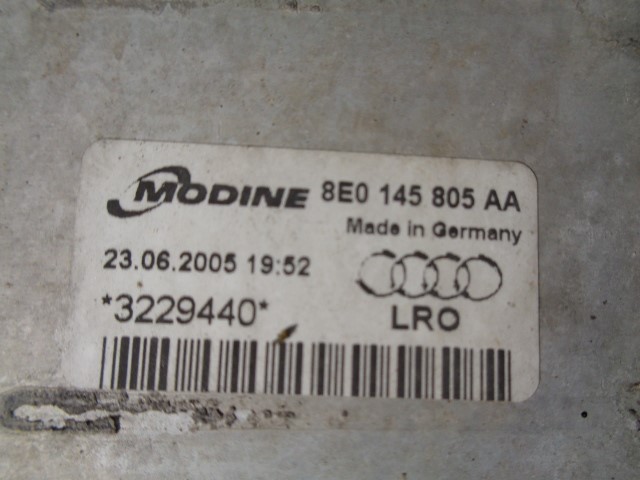 MODINE 8E0 145 805 AA
Made in Germany
23.06.2005 19:52
*3229440*
LRO